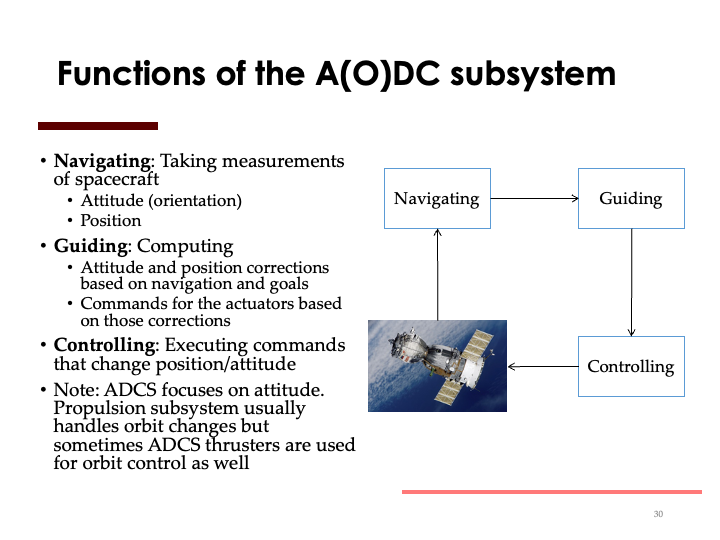 Functions of the A(O)DC subsystem
• Navigating: Taking measurements
of spacecraft
• Attitude (orientation)
• Position
• Guiding: Computing
• Attitude and position corrections
based on navigation and goals
• Commands for the actuators based
on those corrections
• Controlling: Executing commands
that change position/attitude
• Note: ADCS focuses on attitude.
Propulsion subsystem usually
handles orbit changes but
sometimes ADCS thrusters are used
for orbit control as well
Navigating
Guiding
Controlling
30